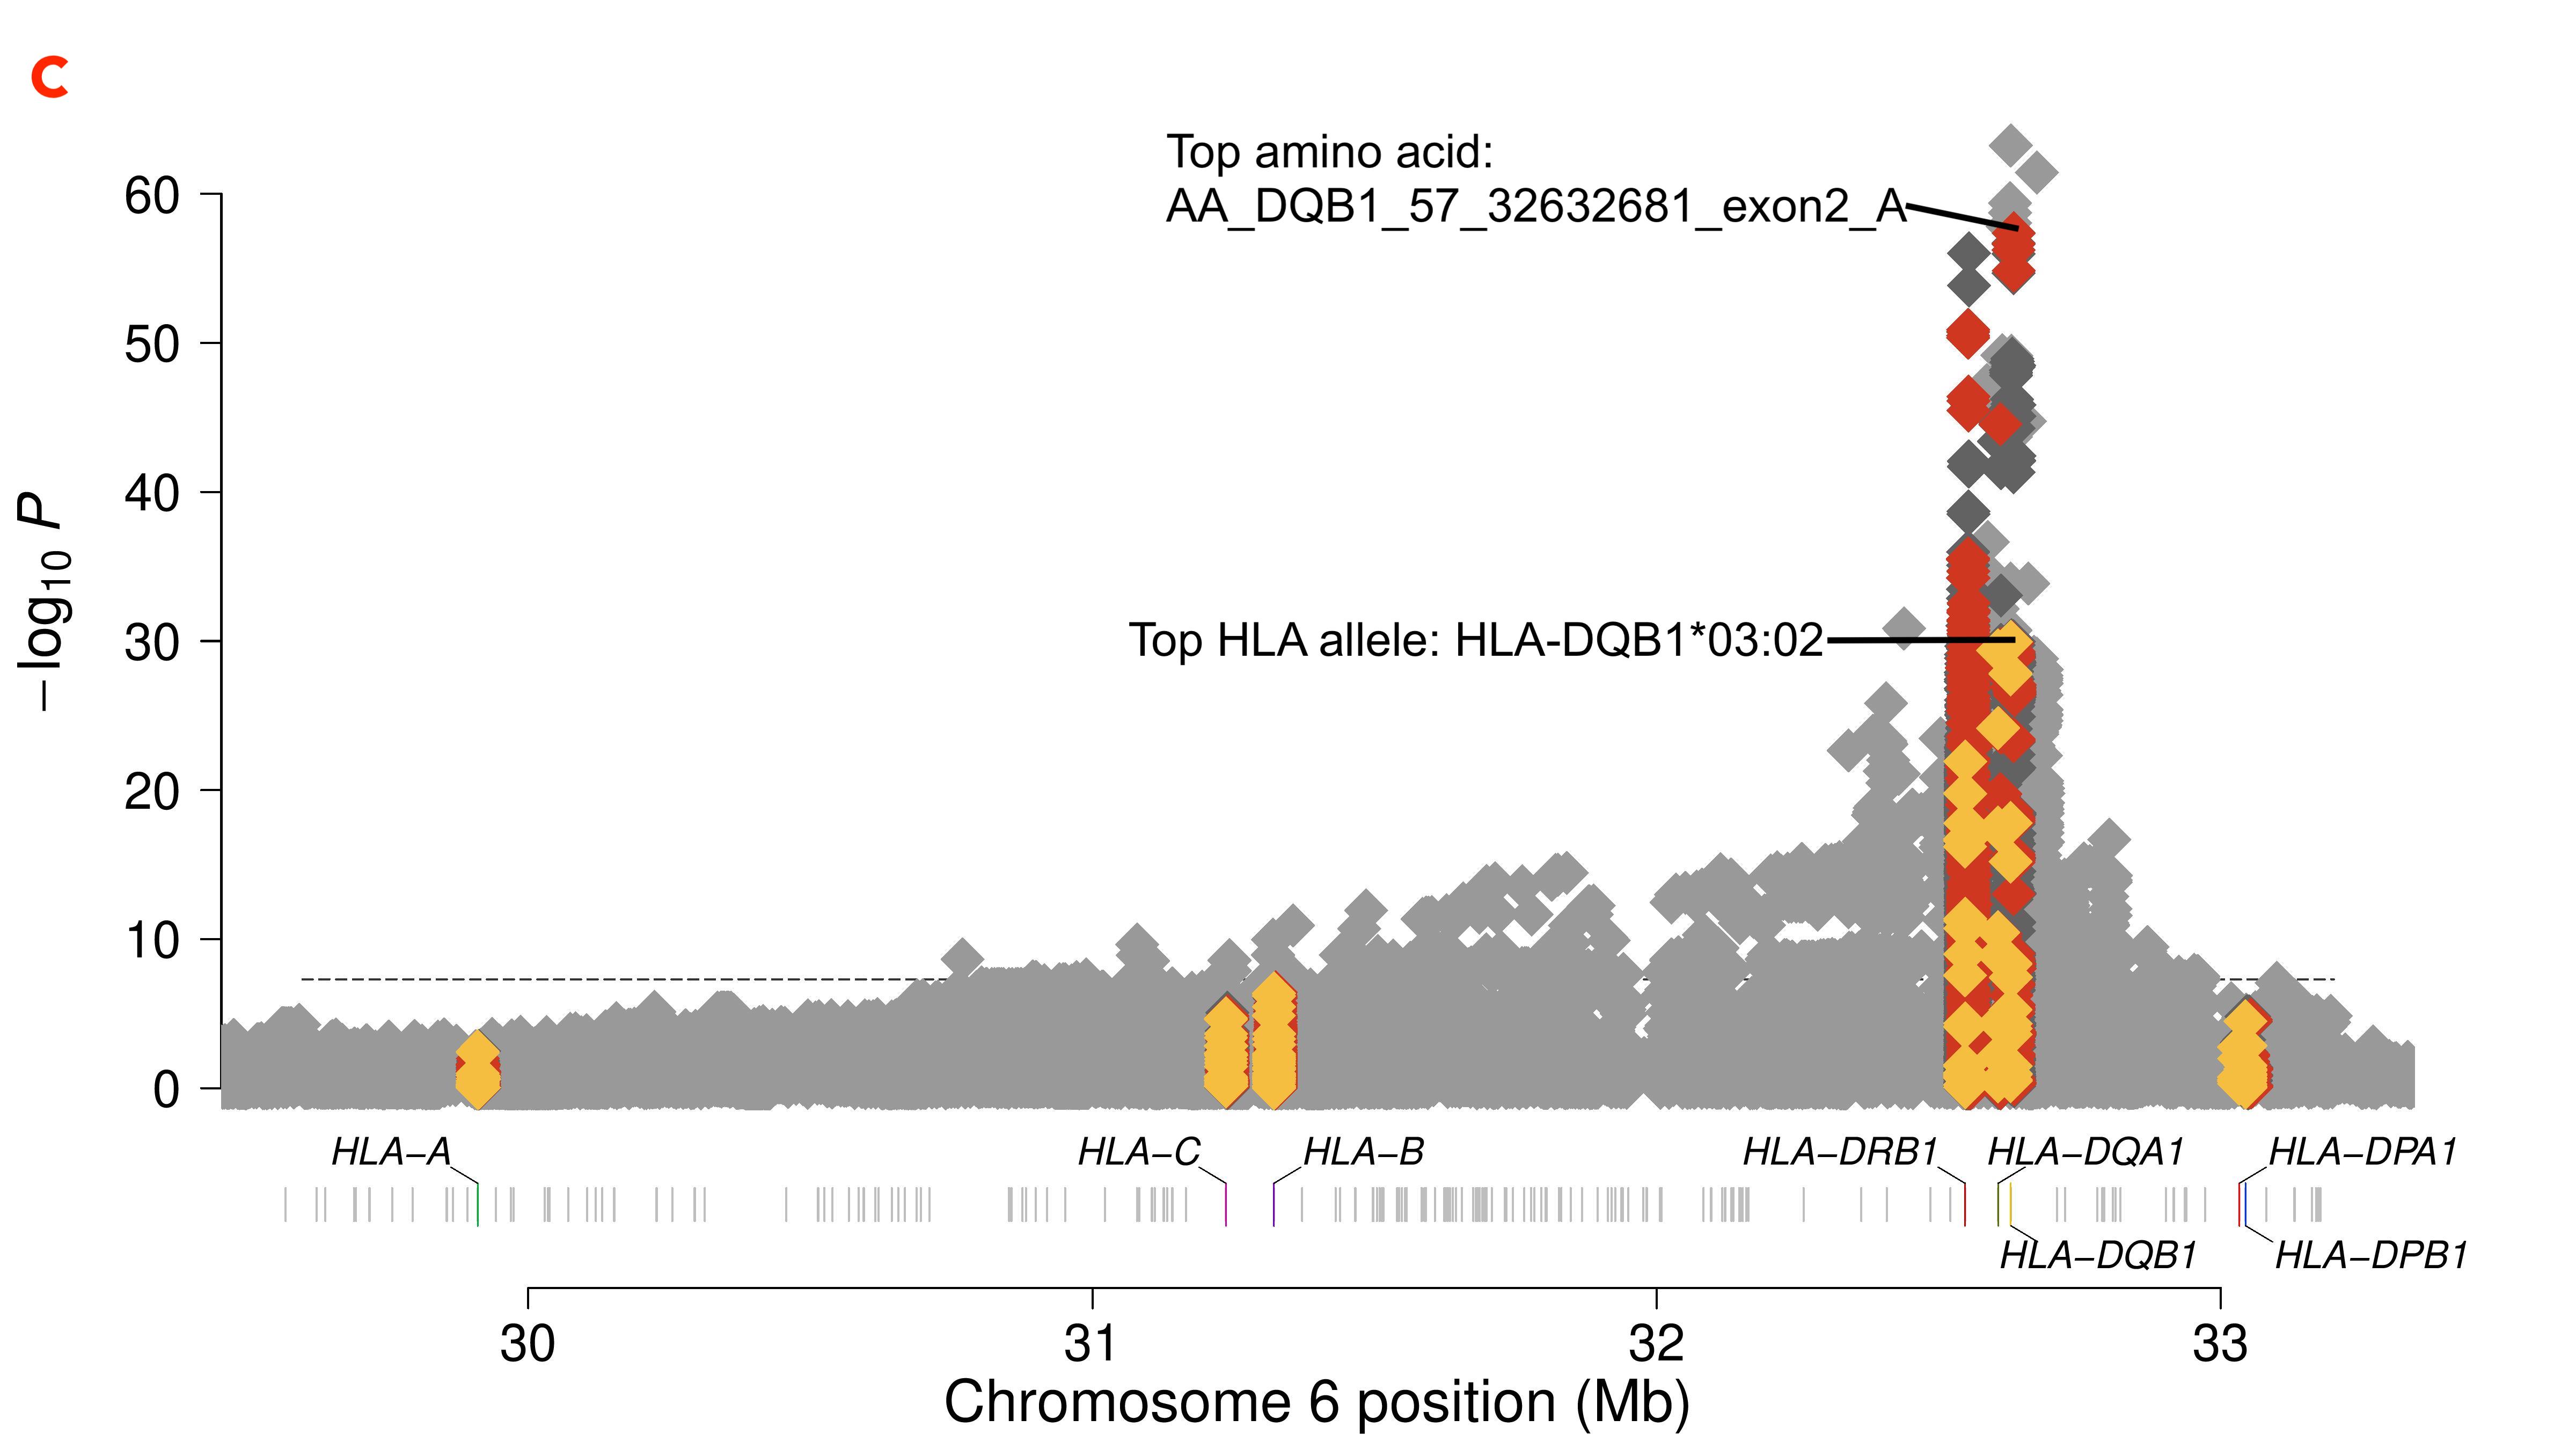 c
Top amino acid:
AA_DQB1_57_32632681_exon2_A
60
50
40
30
20
10
0
−log10 P
Top HLA allele: HLA-DQB1*03:02
HLA−A
HLA−C
HLA−B
HLA−DRB1
HLA−DQA1
HLA−DPA1
HLA−DQB1
HLA−DPB1
30
31
32
33
Chromosome 6 position (Mb)